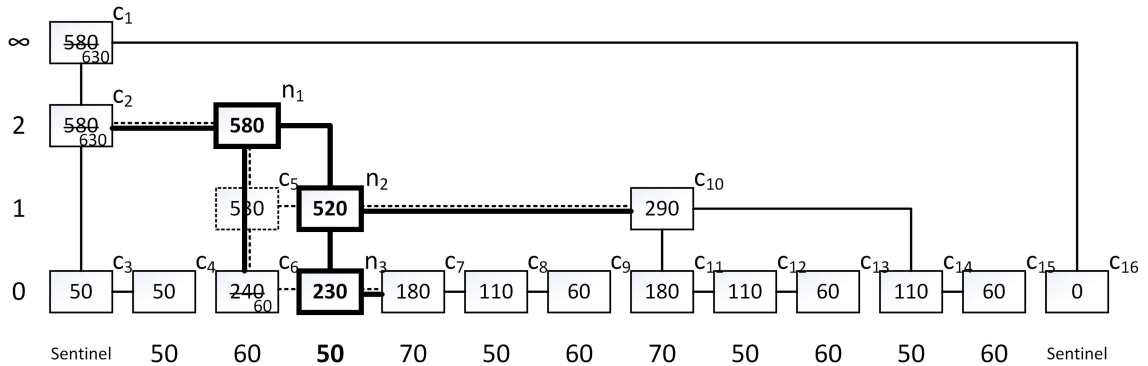 c1
∞ 580 630
c2 n1
2 580 630 580
c5 n2 c10
1 530 520 290
c3 c4 c6 n3 c7 c8 c9 c11 c12 c13 c14 c15 c16
0 50 50 240 60 230 180 110 60 180 110 60 110 60 0
Sentinel 50 60 50 70 50 60 70 50 60 50 60 Sentinel